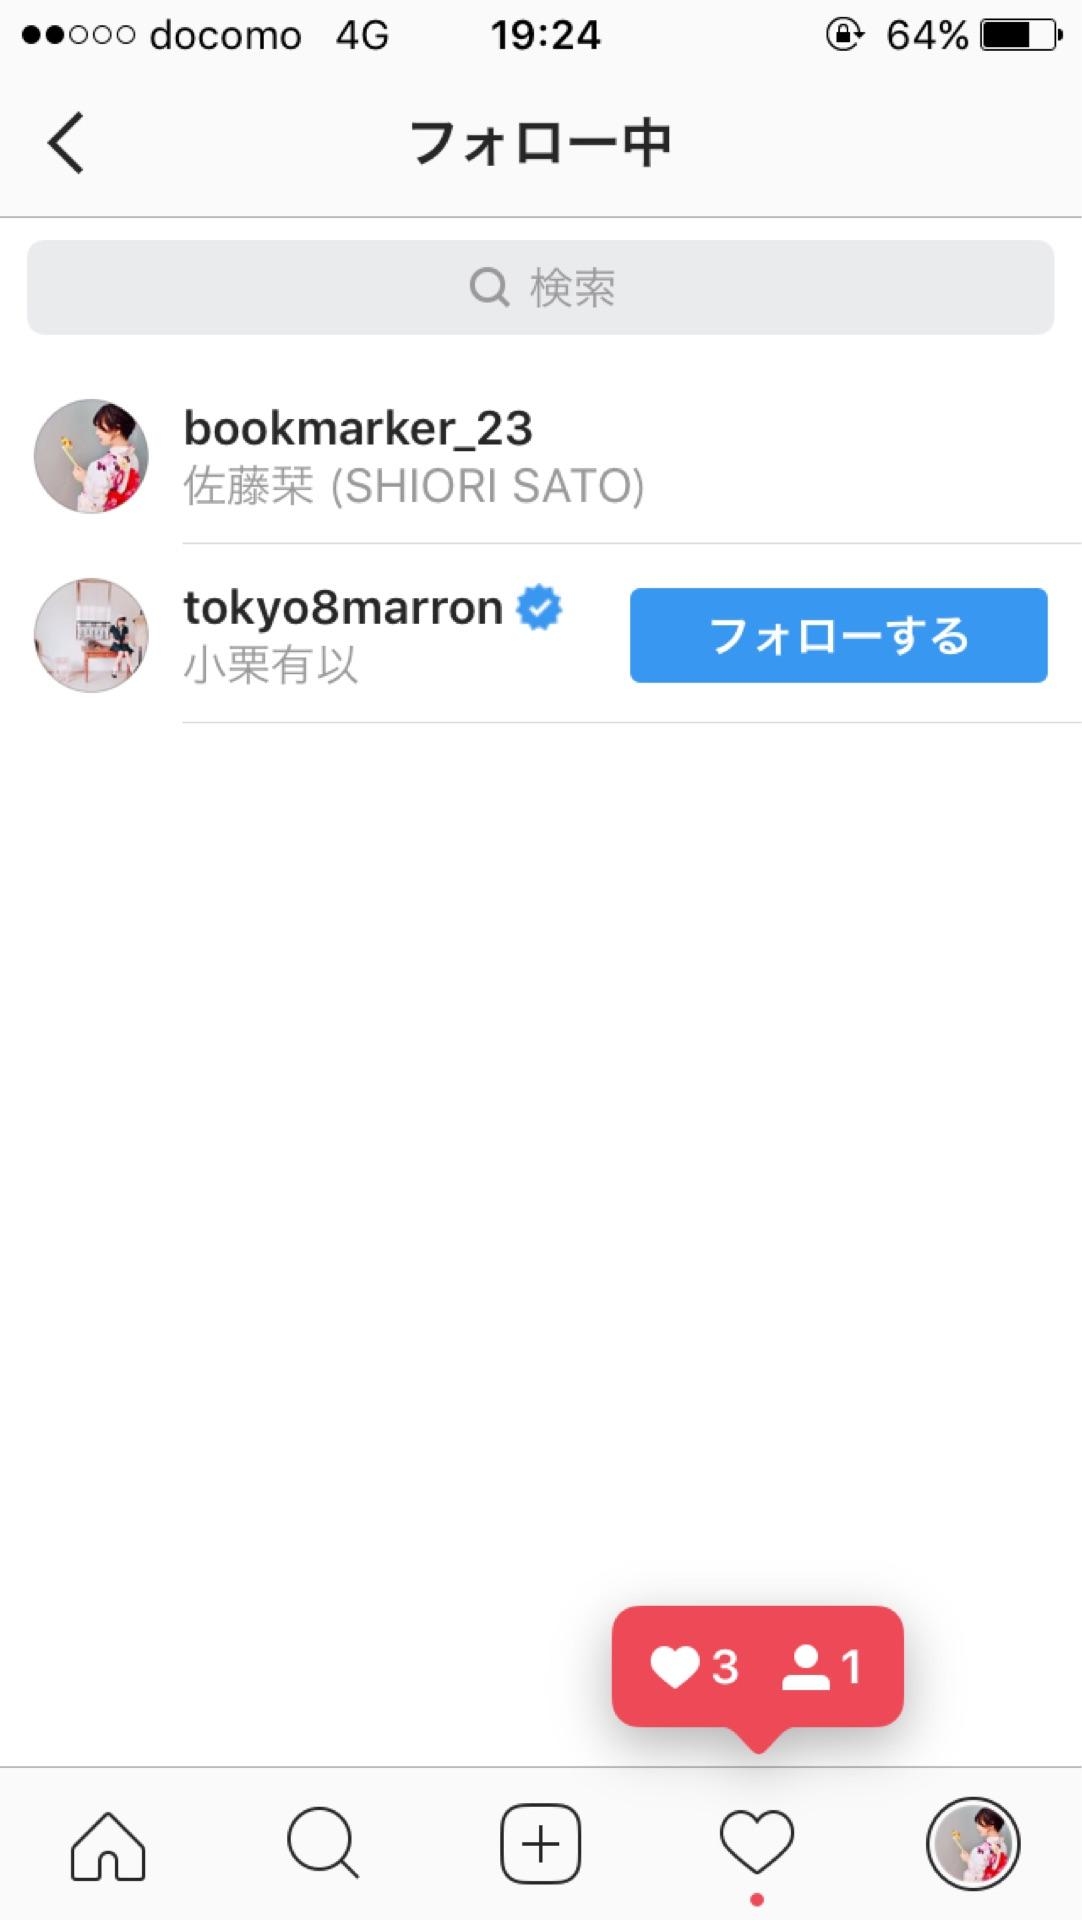 docomo 4G 19:24 64%
フォロー中
検索
bookmarker_23
佐藤栞 (SHIORI SATO)
tokyo8marron
小栗有以
フォローする
3 1